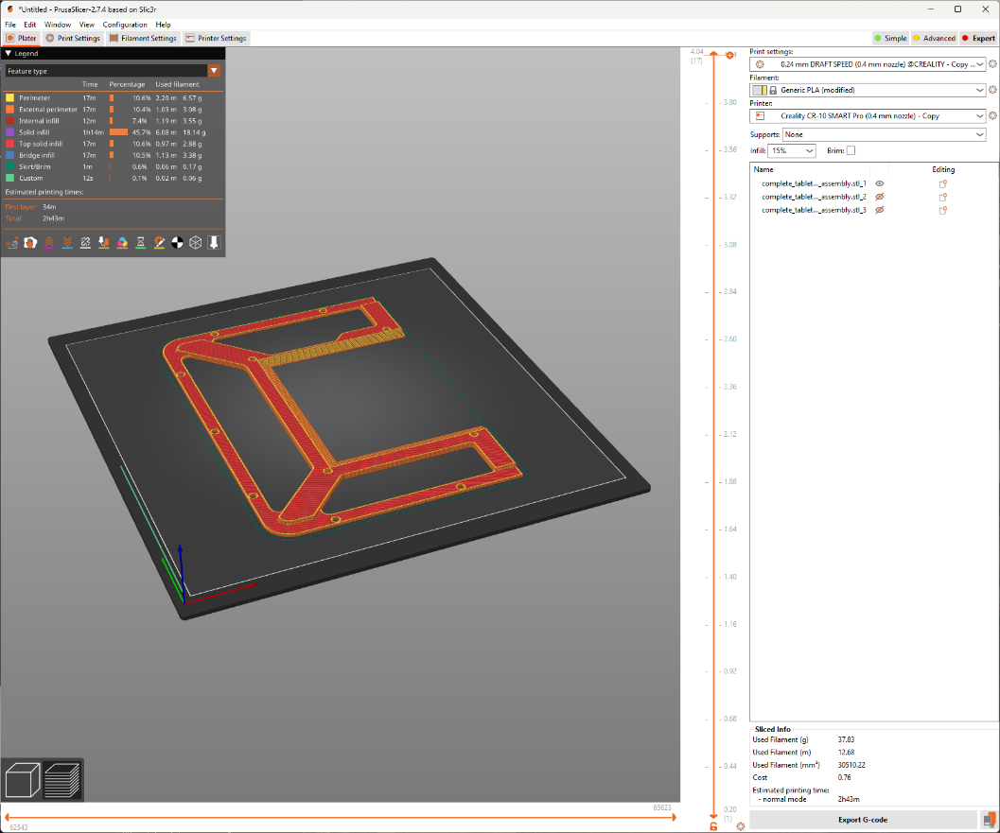 *Untitled - PrusaSlicer-2.7.4 based on Slic3r
File Edit Window View Configuration Help
Plater Print Settings Filament Settings Printer Settings Simple Advanced Expert
Legend
Feature type
Time Percentage Used filament
Perimeter 17m 10.6% 2.20 m 6.57 g
External perimeter 17m 10.4% 1.03 m 3.08 g
Internal infill 12m 7.4% 1.19 m 3.55 g
Solid infill 1h14m 45.7% 6.08 m 18.14 g
Top solid infill 17m 10.6% 0.97 m 2.88 g
Bridge infill 17m 10.5% 1.13 m 3.38 g
Skirt/Brim 1m 0.6% 0.06 m 0.17 g
Custom 12s 0.1% 0.02 m 0.06 g
Estimated printing times:
First layer: 34m
Total: 2h43m
4.04
(17)
3.80
3.56
3.32
3.08
2.84
2.60
2.36
2.12
1.88
1.64
1.40
1.16
0.92
0.68
0.44
0.20
(1)
65623
62543
Print settings:
0.24 mm DRAFT SPEED (0.4 mm nozzle) @CREALITY - Copy ...
Filament:
Generic PLA (modified)
Printer:
Creality CR-10 SMART Pro (0.4 mm nozzle) - Copy
Supports: None
Infill: 15% Brim:
Name Editing
complete_tablet..._assembly.stl_1
complete_tablet..._assembly.stl_2
complete_tablet..._assembly.stl_3
Sliced Info
Used Filament (g) 37.83
Used Filament (m) 12.68
Used Filament (mm³) 30510.22
Cost 0.76
Estimated printing time:
- normal mode 2h43m
Export G-code